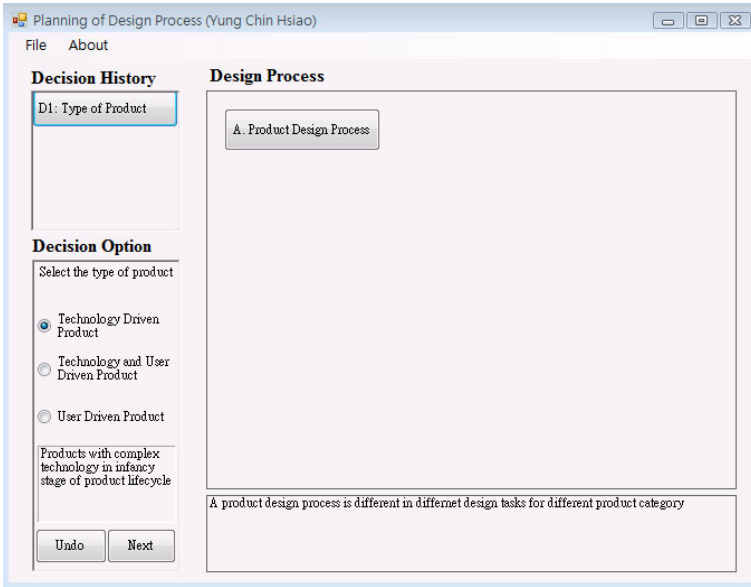 Planning of Design Process (Yung Chin Hsiao)
File About
Decision History
D1: Type of Product
Decision Option
Select the type of product
Technology Driven
Product
Technology and User
Driven Product
User Driven Product
Products with complex
technology in infancy
stage of product lifecycle
Undo Next
Design Process
A. Product Design Process
A product design process is different in differnet design tasks for different product category